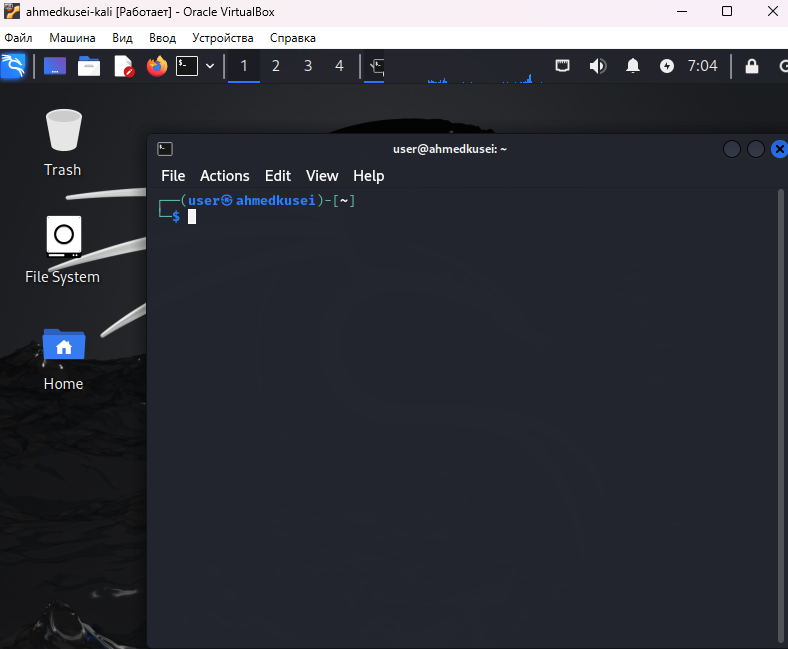 ahmedkusei-kali [Работает] - Oracle VirtualBox
Файл Машина Вид Ввод Устройства Справка
1 2 3 4 7:04
Trash
File System
Home
user@ahmedkusei: ~
File Actions Edit View Help
┌──(user㉿ahmedkusei)-[~]
└─$